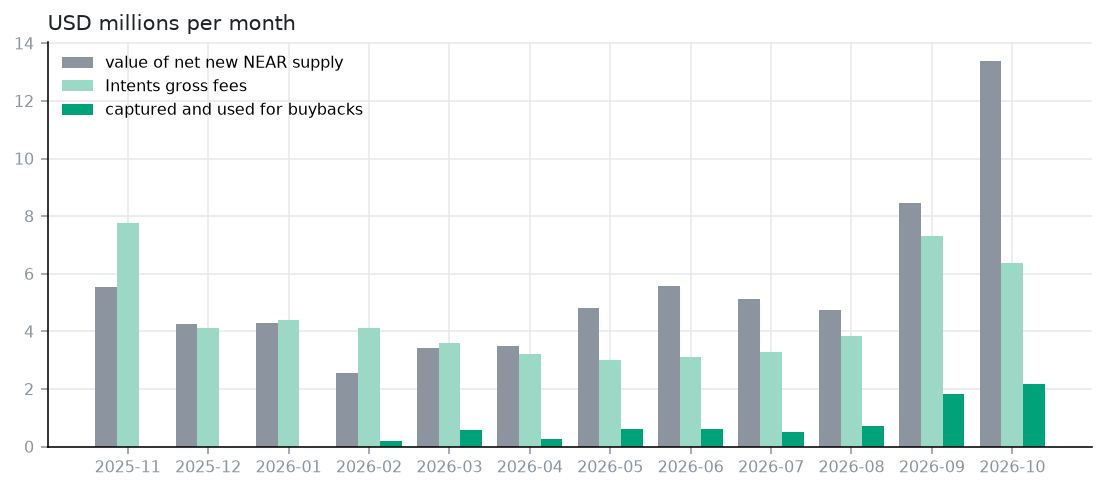 USD millions per month
14
12
10
8
6
4
2
0
value of net new NEAR supply
Intents gross fees
captured and used for buybacks
2025-11 2025-12 2026-01 2026-02 2026-03 2026-04 2026-05 2026-06 2026-07 2026-08 2026-09 2026-10